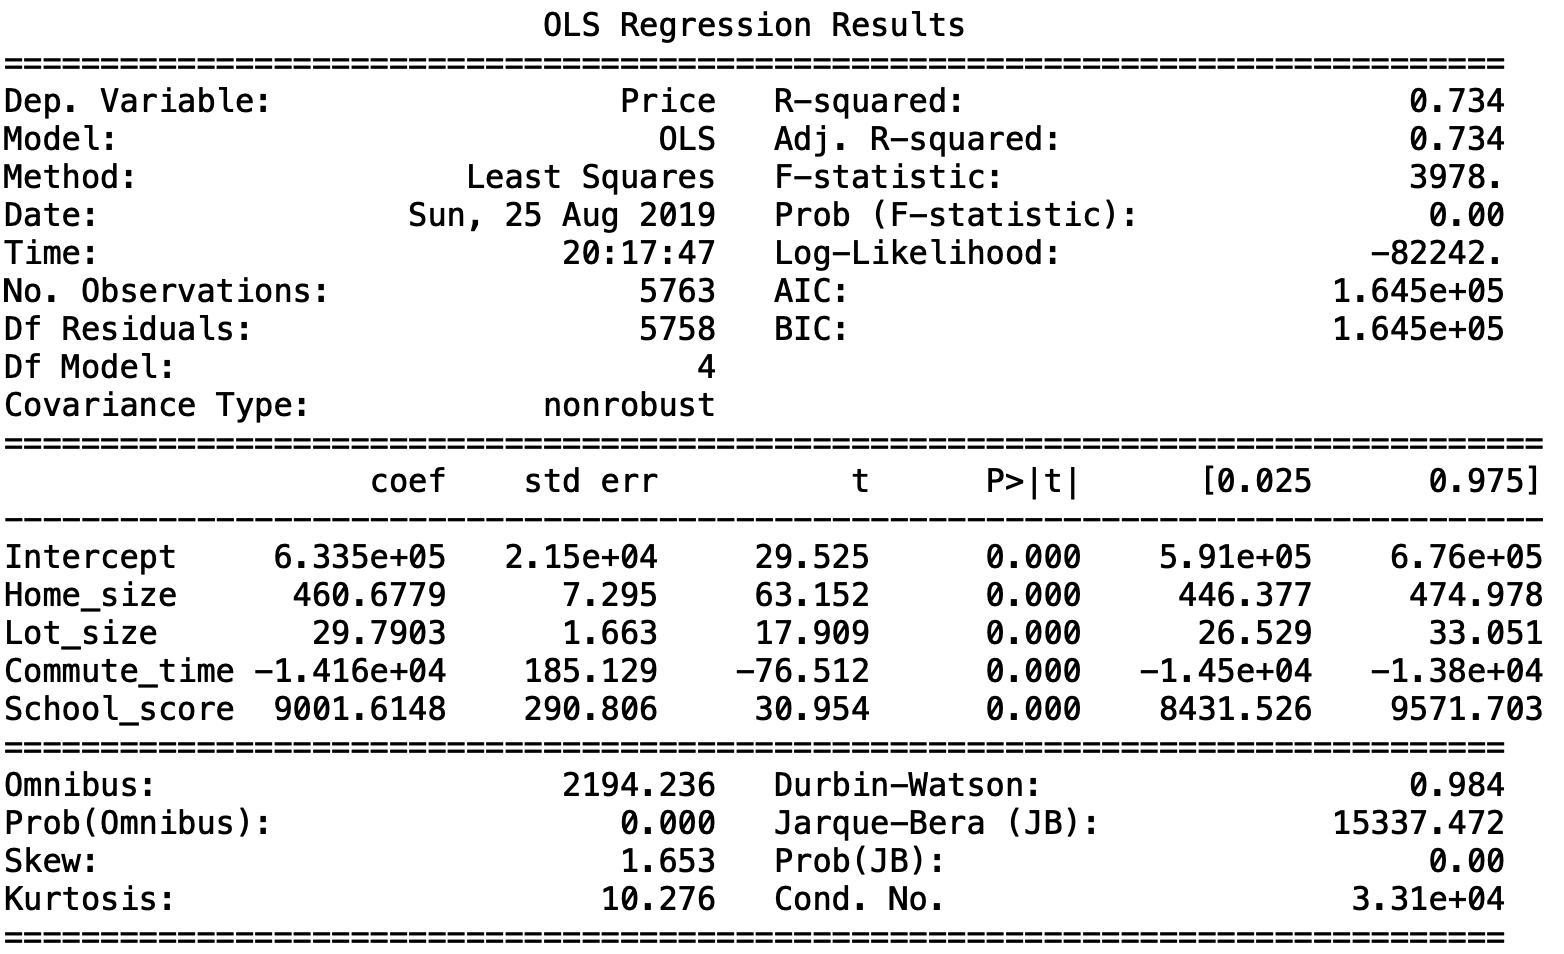 OLS Regression Results
==============================================================================
Dep. Variable: Price R-squared: 0.734
Model: OLS Adj. R-squared: 0.734
Method: Least Squares F-statistic: 3978.
Date: Sun, 25 Aug 2019 Prob (F-statistic): 0.00
Time: 20:17:47 Log-Likelihood: -82242.
No. Observations: 5763 AIC: 1.645e+05
Df Residuals: 5758 BIC: 1.645e+05
Df Model: 4
Covariance Type: nonrobust
================================================================================
coef std err t P>|t| [0.025 0.975]
--------------------------------------------------------------------------------
Intercept 6.335e+05 2.15e+04 29.525 0.000 5.91e+05 6.76e+05
Home_size 460.6779 7.295 63.152 0.000 446.377 474.978
Lot_size 29.7903 1.663 17.909 0.000 26.529 33.051
Commute_time -1.416e+04 185.129 -76.512 0.000 -1.45e+04 -1.38e+04
School_score 9001.6148 290.806 30.954 0.000 8431.526 9571.703
==============================================================================
Omnibus: 2194.236 Durbin-Watson: 0.984
Prob(Omnibus): 0.000 Jarque-Bera (JB): 15337.472
Skew: 1.653 Prob(JB): 0.00
Kurtosis: 10.276 Cond. No. 3.31e+04
==============================================================================